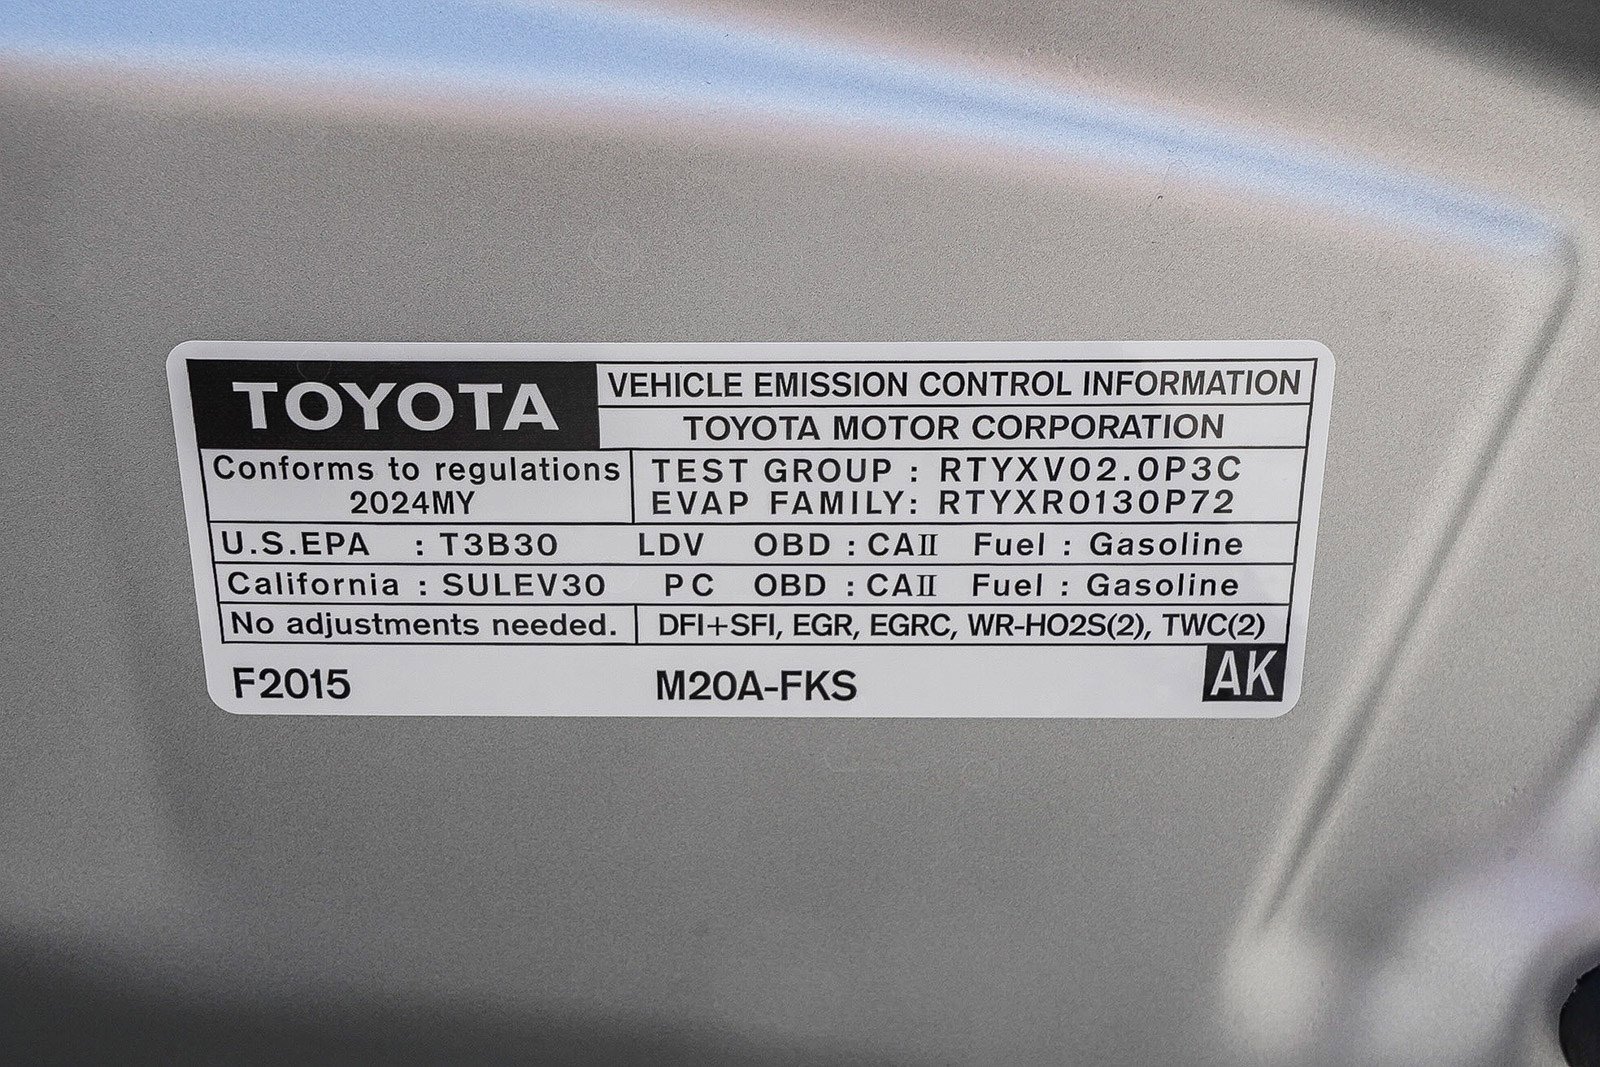 TOYOTA
VEHICLE EMISSION CONTROL INFORMATION
TOYOTA MOTOR CORPORATION
Conforms to regulations
2024MY
TEST GROUP : RTYXV02.0P3C
EVAP FAMILY: RTYXR0130P72
U.S.EPA : T3B30 LDV OBD : CAⅡ Fuel : Gasoline
California : SULEV30 PC OBD : CAⅡ Fuel : Gasoline
No adjustments needed. DFI+SFI, EGR, EGRC, WR-HO2S(2), TWC(2)
F2015 M20A-FKS AK